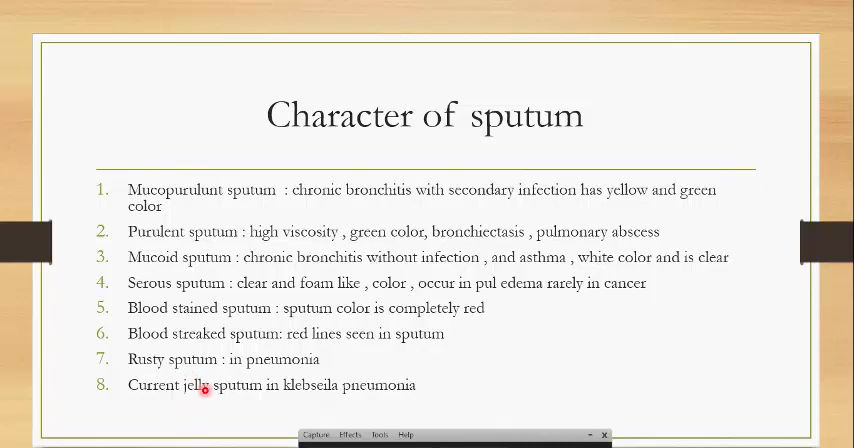 Character of sputum
1. Mucopurulunt sputum : chronic bronchitis with secondary infection has yellow and green
color
2. Purulent sputum : high viscosity , green color, bronchiectasis , pulmonary abscess
3. Mucoid sputum : chronic bronchitis without infection , and asthma , white color and is clear
4. Serous sputum : clear and foam like , color , occur in pul edema rarely in cancer
5. Blood stained sputum : sputum color is completely red
6. Blood streaked sputum: red lines seen in sputum
7. Rusty sputum : in pneumonia
8. Current jelly sputum in klebseila pneumonia
Capture Effects Tools Help